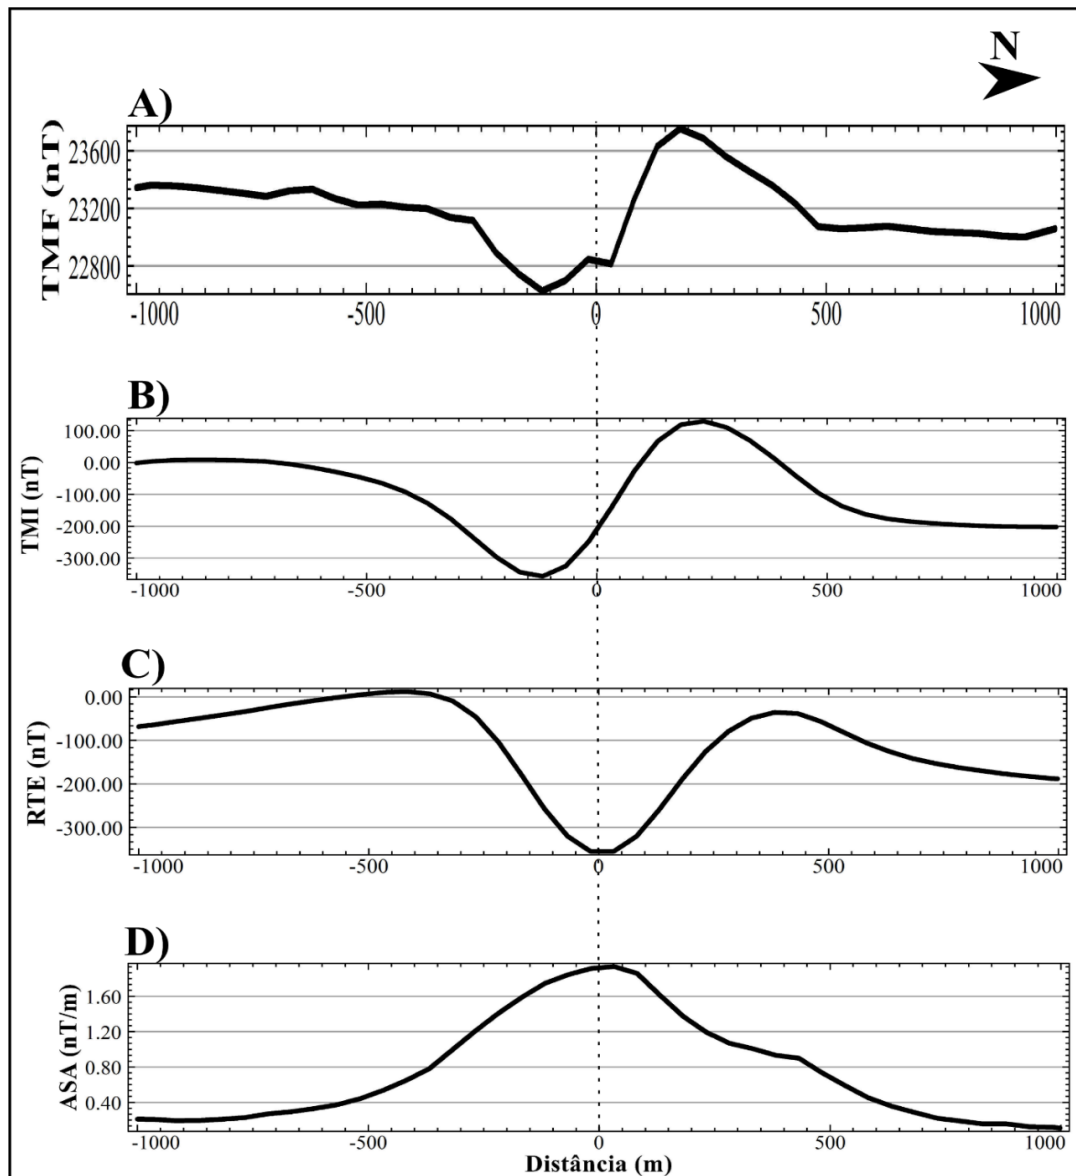 N
A)
TMF (nT)
23600
23200
22800
-1000 -500 0 500 1000
B)
TMI (nT)
100.00
0.00
-100.00
-200.00
-300.00
-1000 -500 0 500 1000
C)
RTE (nT)
0.00
-100.00
-200.00
-300.00
-1000 -500 0 500 1000
D)
ASA (nT/m)
1.60
1.20
0.80
0.40
-1000 -500 0 500 1000
Distância (m)